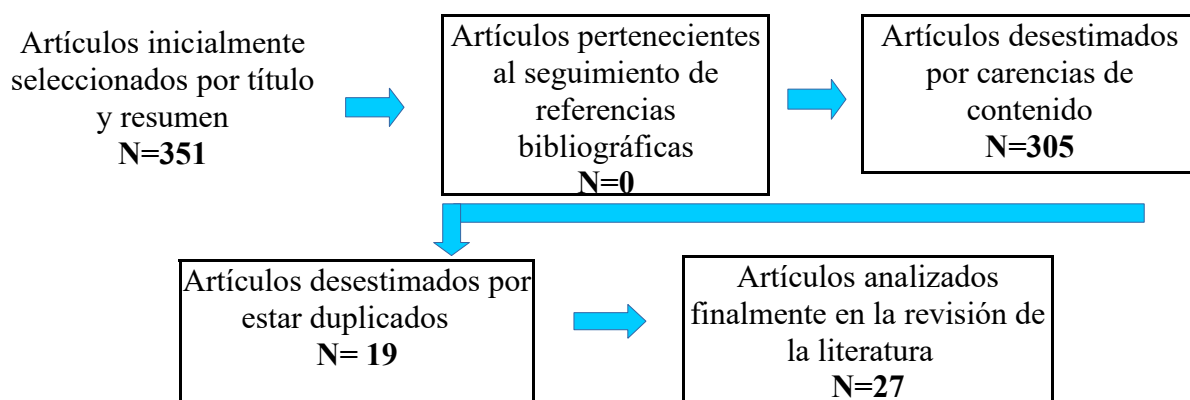 Artículos inicialmente
seleccionados por título
y resumen
N=351
Artículos pertenecientes
al seguimiento de
referencias
bibliográficas
N=0
Artículos desestimados
por carencias de
contenido
N=305
Artículos desestimados por
estar duplicados
N= 19
Artículos analizados
finalmente en la revisión de
la literatura
N=27